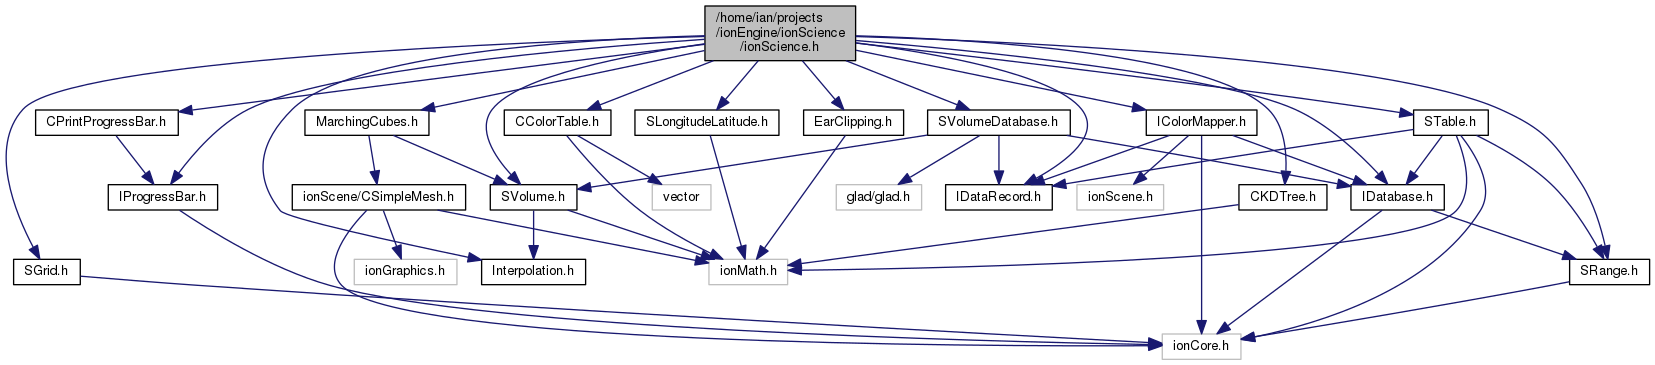 /home/ian/projects
/ionEngine/ionScience
/ionScience.h
CPrintProgressBar.h
MarchingCubes.h
CColorTable.h
SLongitudeLatitude.h
EarClipping.h
SVolumeDatabase.h
IColorMapper.h
STable.h
IProgressBar.h
ionScene/CSimpleMesh.h
SVolume.h
vector
glad/glad.h
IDataRecord.h
ionScene.h
CKDTree.h
IDatabase.h
SGrid.h
ionGraphics.h
Interpolation.h
ionMath.h
SRange.h
ionCore.h